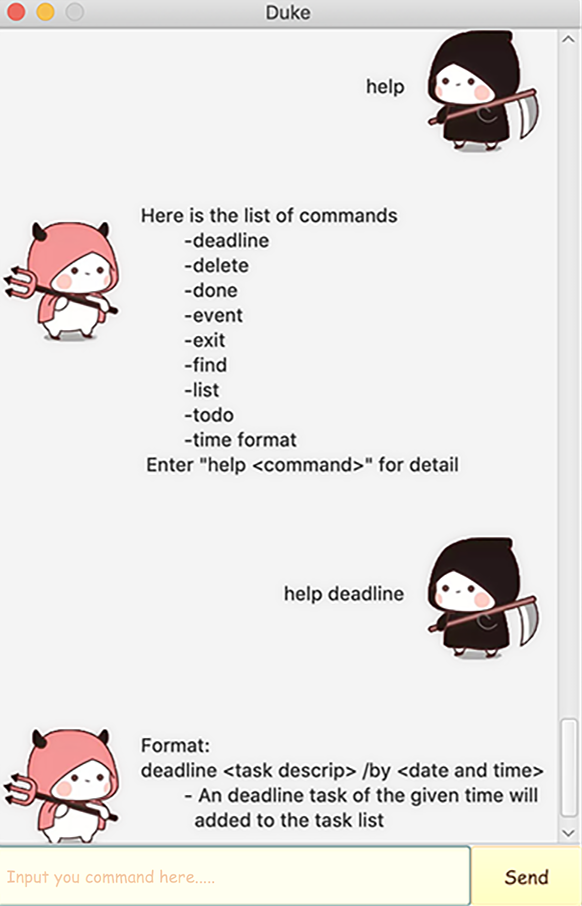 Duke
help
Here is the list of commands
-deadline
-delete
-done
-event
-exit
-find
-list
-todo
-time format
Enter "help <command>" for detail
help deadline
Format:
deadline <task descrip> /by <date and time>
- An deadline task of the given time will
added to the task list
Input you command here.....
Send